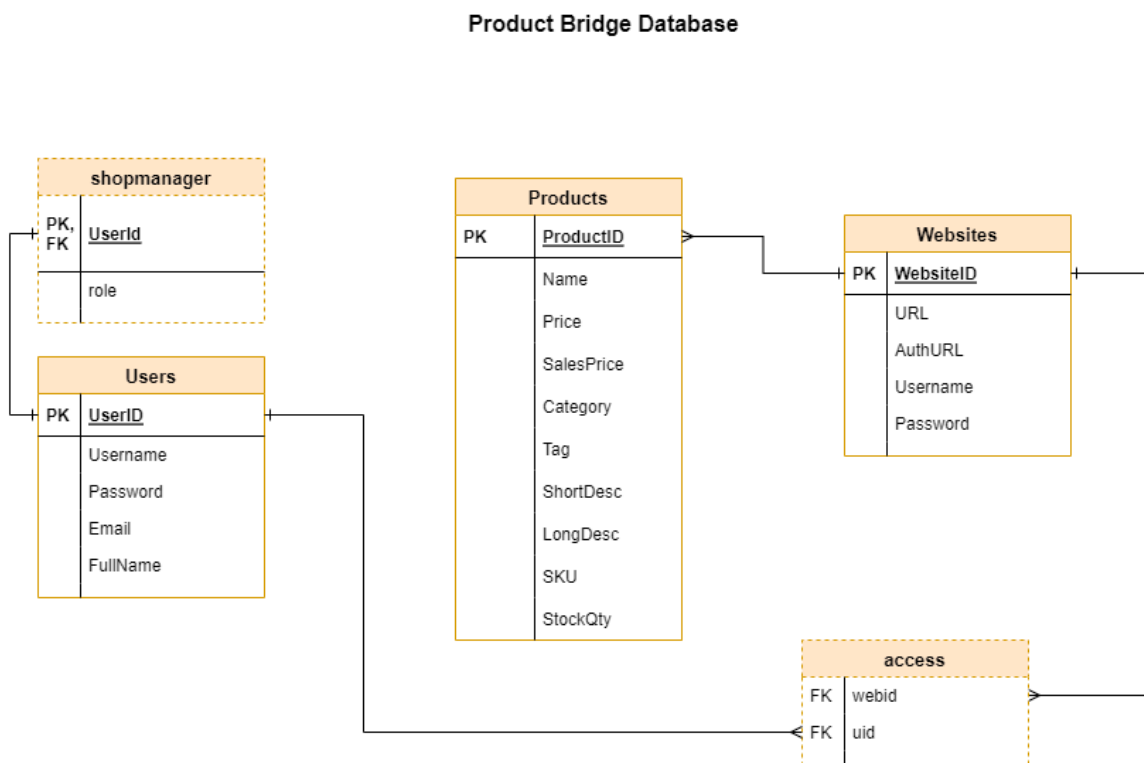 Product Bridge Database
shopmanager
PK, FK
UserId
role
Users
PK UserID
Username
Password
Email
FullName
Products
PK ProductID
Name
Price
SalesPrice
Category
Tag
ShortDesc
LongDesc
SKU
StockQty
Websites
PK WebsiteID
URL
AuthURL
Username
Password
access
FK webid
FK uid